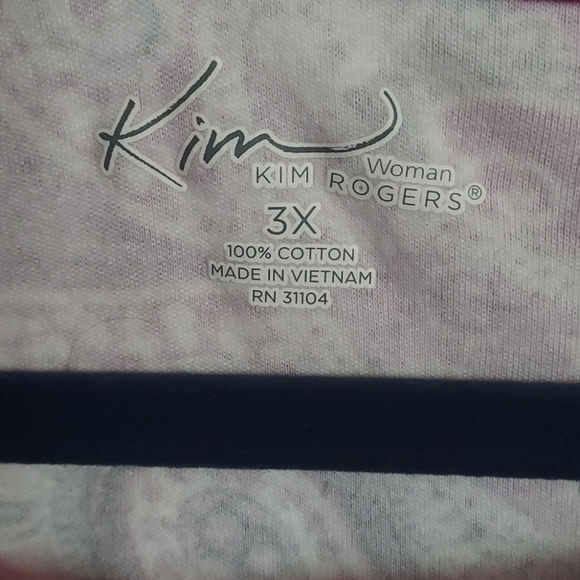 Kim
Woman
KIM ROGERS®
3X
100% COTTON
MADE IN VIETNAM
RN 31104